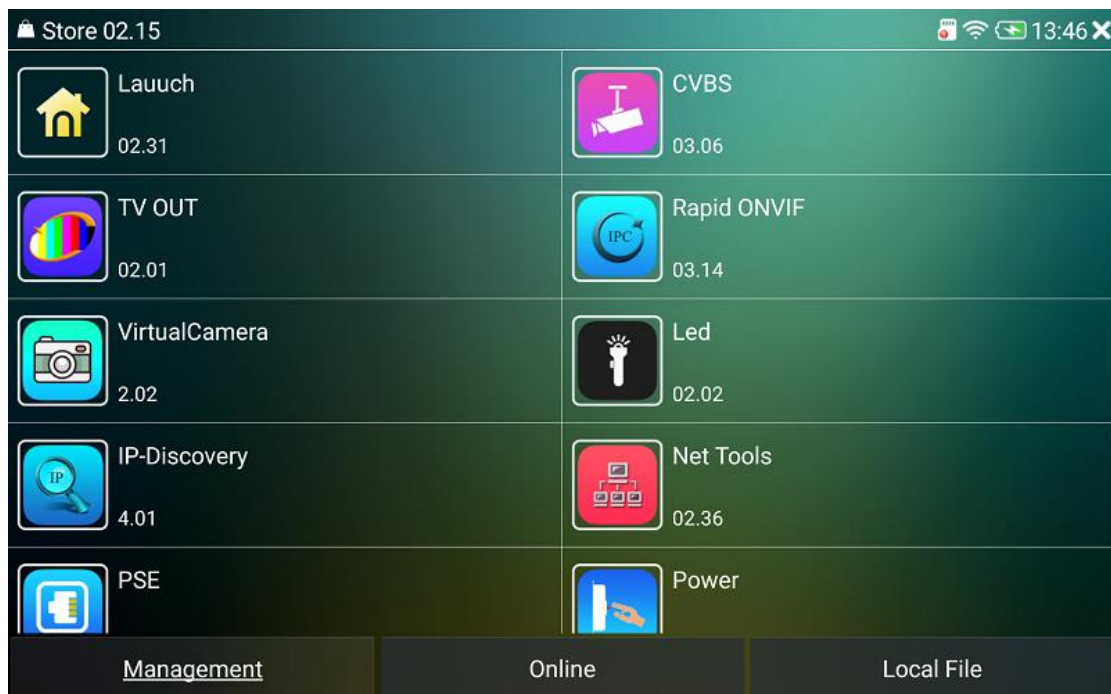 Store 02.15
13:46
Lauuch
02.31
CVBS
03.06
TV OUT
02.01
Rapid ONVIF
IPC
03.14
VirtualCamera
2.02
Led
02.02
IP-Discovery
IP
4.01
Net Tools
02.36
PSE
Power
Management
Online
Local File